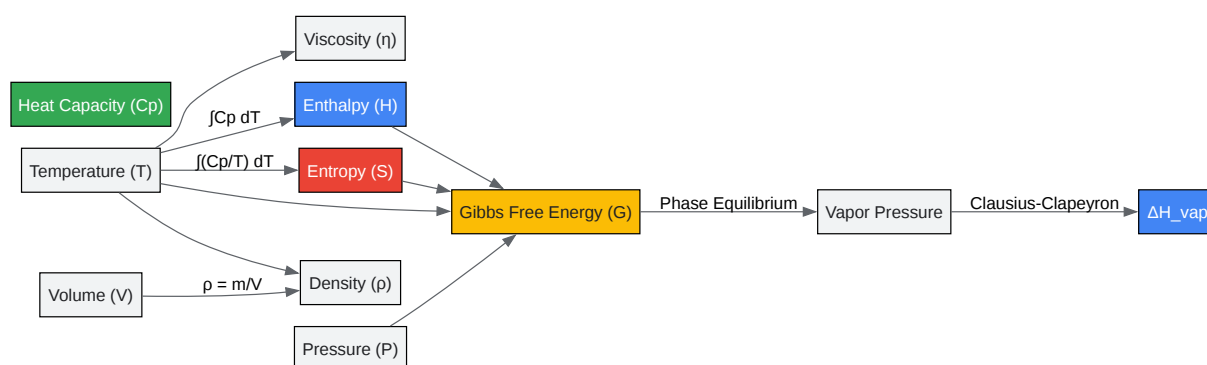 Viscosity (η)
Heat Capacity (Cp)
Enthalpy (H)
∫Cp dT
Temperature (T)
∫(Cp/T) dT
Entropy (S)
Gibbs Free Energy (G)
Phase Equilibrium
Vapor Pressure
Clausius-Clapeyron
ΔH_vap
Volume (V)
ρ = m/V
Density (ρ)
Pressure (P)